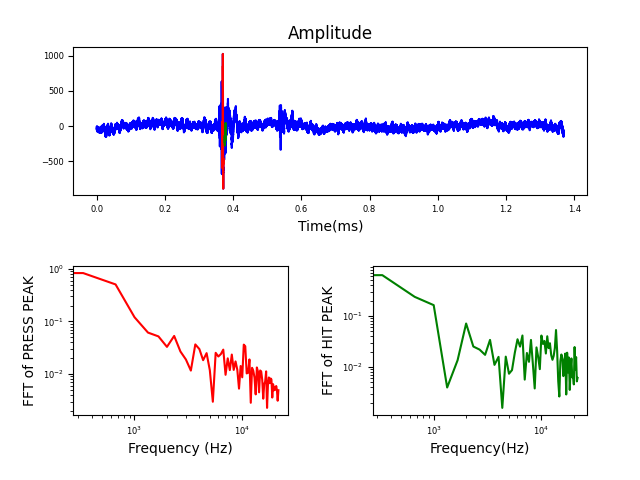 Amplitude
1000
500
0
−500
0.0 0.2 0.4 0.6 0.8 1.0 1.2 1.4
Time(ms)
FFT of PRESS PEAK
10^0
10^-1
10^-2
10^3 10^4
Frequency (Hz)
FFT of HIT PEAK
10^-1
10^-2
10^3 10^4
Frequency(Hz)